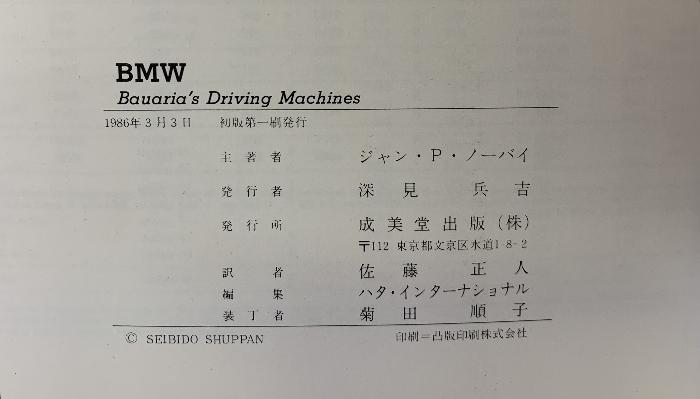 BMW
Bauaria's Driving Machines
1986年3月3日 初版第一刷発行
主著者 ジャン・P・ノーバイ
発行者 深見 兵吉
発行所 成美堂出版(株)
〒112 東京都文京区水道1-8-2
訳者 佐藤 正人
編集 ハタ・インターナショナル
装丁者 菊田 順子
© SEIBIDO SHUPPAN 印刷=凸版印刷株式会社